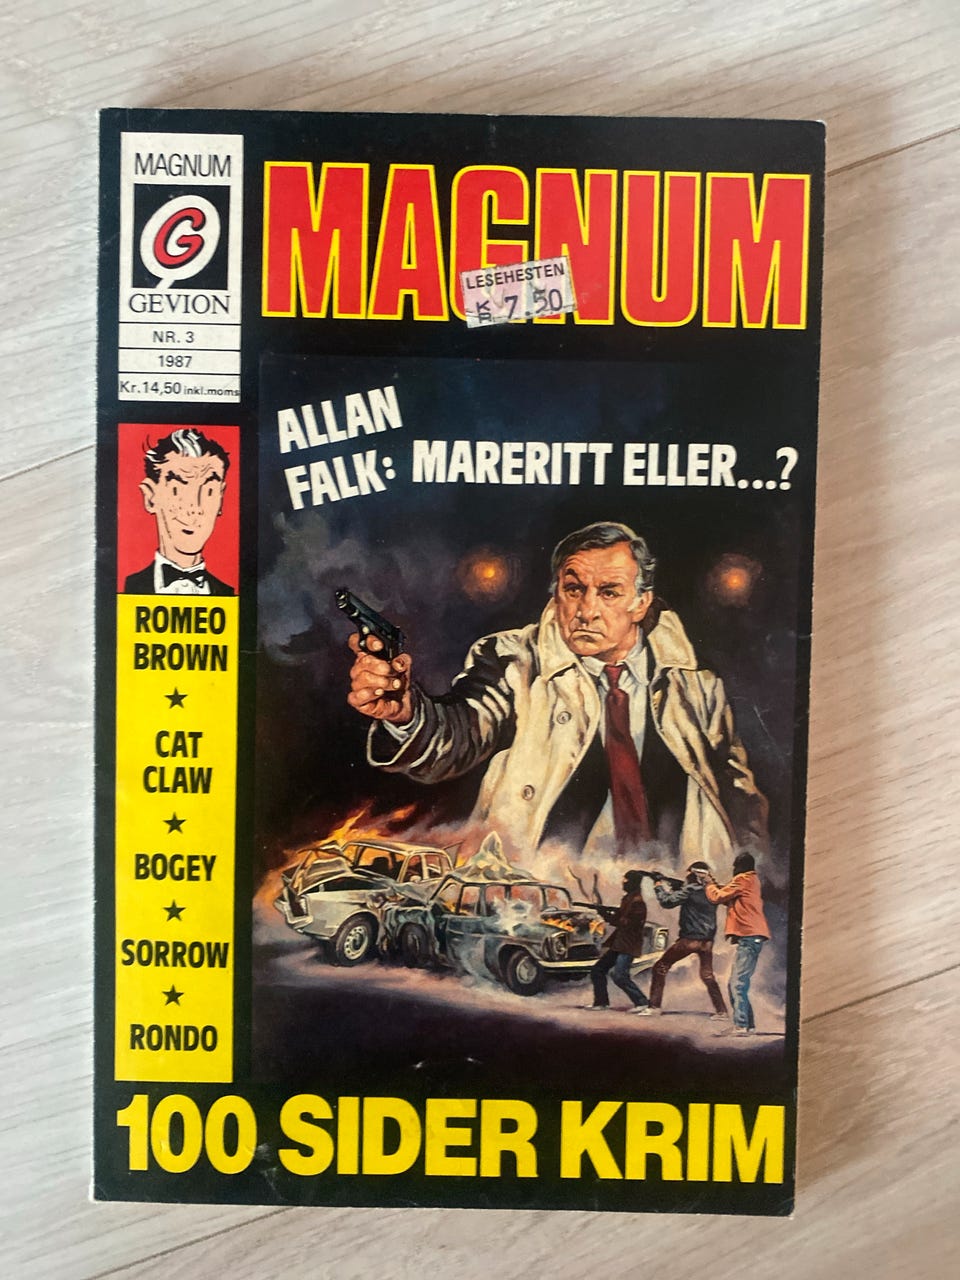 MAGNUM
G
GEVION
NR. 3
1987
Kr.14,50 inkl.moms
MAGNUM
LESEHESTEN
KR 7.50
ALLAN
FALK: MARERITT ELLER...?
ROMEO
BROWN
★
CAT
CLAW
★
BOGEY
★
SORROW
★
RONDO
100 SIDER KRIM